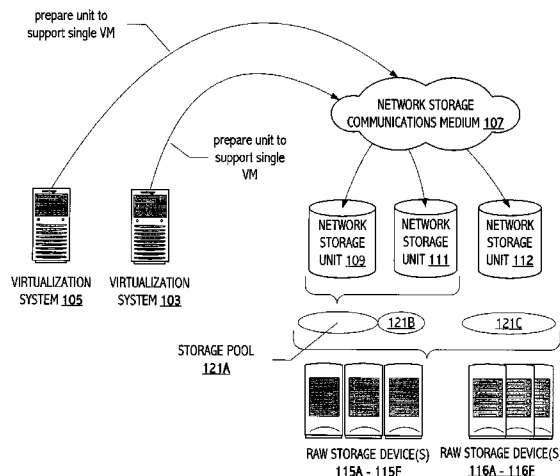 prepare unit to
support single VM
NETWORK STORAGE
COMMUNICATIONS MEDIUM 107
prepare unit to
support single
VM
NETWORK
STORAGE
UNIT 109
NETWORK
STORAGE
UNIT 111
NETWORK
STORAGE
UNIT 112
VIRTUALIZATION
SYSTEM 105
VIRTUALIZATION
SYSTEM 103
121B
121C
STORAGE POOL
121A
RAW STORAGE DEVICE(S)
115A - 115F
RAW STORAGE DEVICE(S)
116A - 116F